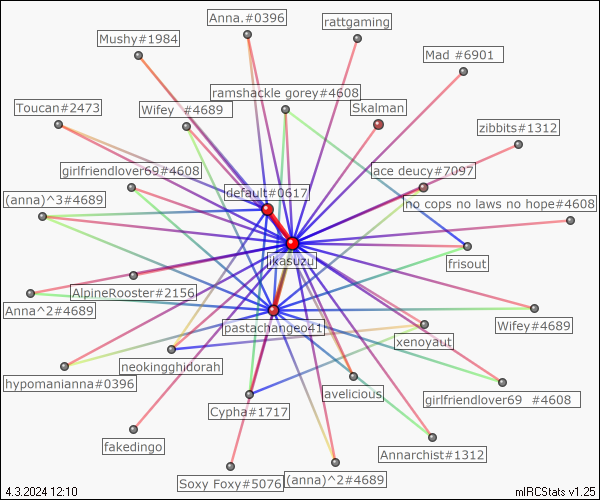 Anna.#0396
rattgaming
Mushy#1984
Mad #6901
ramshackle gorey#4608
Toucan#2473
Wifey  #4689
Skalman
zibbits#1312
girlfriendlover69#4608
ace deucy#7097
default#0617
(anna)^3#4689
no cops no laws no hope#4608
ikasuzu
frisout
AlpineRooster#2156
Anna^2#4689
pastachangeo41
Wifey#4689
xenoyaut
neokingghidorah
hypomanianna#0396
avelicious
girlfriendlover69  #4608
Cypha#1717
fakedingo
Annarchist#1312
Soxy Foxy#5076
(anna)^2#4689
4.3.2024 12:10
mIRCStats v1.25